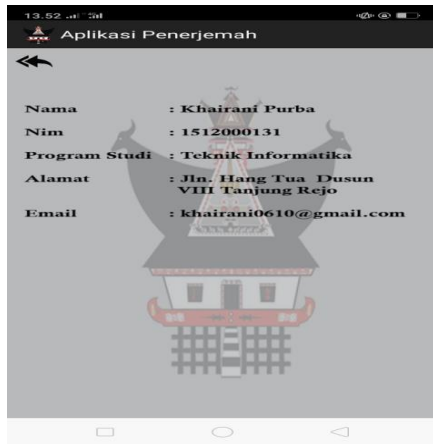 13.52
Aplikasi Penerjemah
Nama : Khairani Purba
Nim : 1512000131
Program Studi : Teknik Informatika
Alamat : Jln. Hang Tua Dusun
VIII Tanjung Rejo
Email : khairani0610@gmail.com